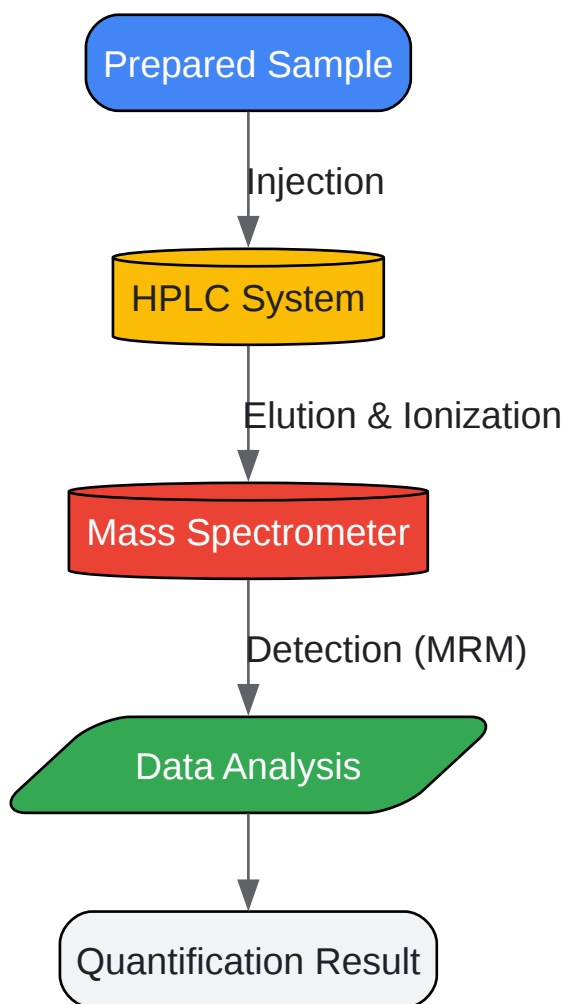 Prepared Sample
Injection
HPLC System
Elution & Ionization
Mass Spectrometer
Detection (MRM)
Data Analysis
Quantification Result